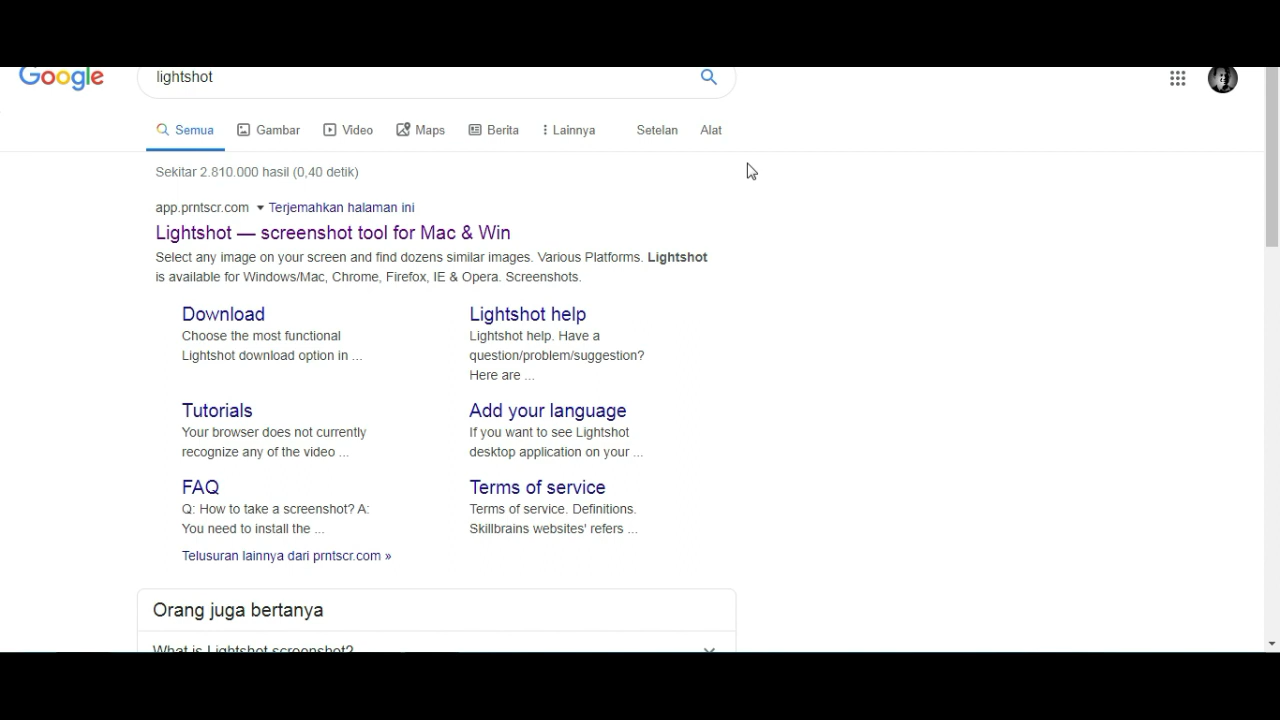 Google
lightshot
Semua Gambar Video Maps Berita Lainnya Setelan Alat
Sekitar 2.810.000 hasil (0,40 detik)
app.prntscr.com Terjemahkan halaman ini
Lightshot — screenshot tool for Mac & Win
Select any image on your screen and find dozens similar images. Various Platforms. Lightshot
is available for Windows/Mac, Chrome, Firefox, IE & Opera. Screenshots.
Download
Choose the most functional
Lightshot download option in ...
Lightshot help
Lightshot help. Have a
question/problem/suggestion?
Here are ...
Tutorials
Your browser does not currently
recognize any of the video ...
Add your language
If you want to see Lightshot
desktop application on your ...
FAQ
Q: How to take a screenshot? A:
You need to install the ...
Terms of service
Terms of service. Definitions.
Skillbrains websites' refers ...
Telusuran lainnya dari prntscr.com »
Orang juga bertanya
What is Lightshot screenshot?